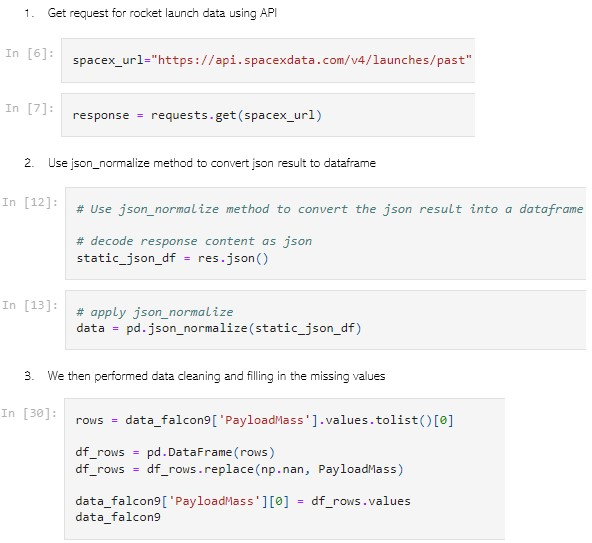 1. Get request for rocket launch data using API
In [6]: spacex_url="https://api.spacexdata.com/v4/launches/past"
In [7]: response = requests.get(spacex_url)
2. Use json_normalize method to convert json result to dataframe
In [12]: # Use json_normalize method to convert the json result into a dataframe
# decode response content as json
static_json_df = res.json()
In [13]: # apply json_normalize
data = pd.json_normalize(static_json_df)
3. We then performed data cleaning and filling in the missing values
In [30]: rows = data_falcon9['PayloadMass'].values.tolist()[0]
df_rows = pd.DataFrame(rows)
df_rows = df_rows.replace(np.nan, PayloadMass)
data_falcon9['PayloadMass'][0] = df_rows.values
data_falcon9